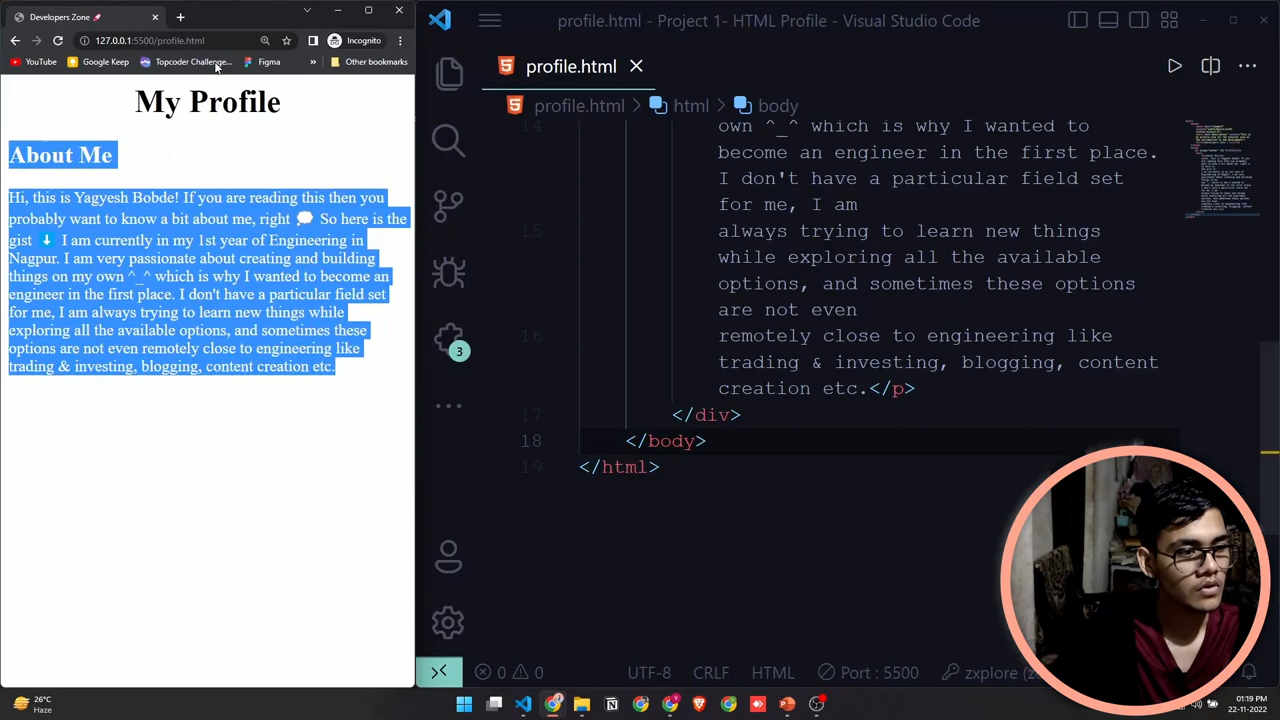 Developers Zone 🚀
profile.html - Project 1- HTML Profile - Visual Studio Code
127.0.0.1:5500/profile.html
Incognito
YouTube
Google Keep
Topcoder Challenge...
Figma
»
Other bookmarks
profile.html
profile.html > html > body
My Profile
About Me
Hi, this is Yagyesh Bobde! If you are reading this then you
probably want to know a bit about me, right 💭 So here is the
gist ⬇️ I am currently in my 1st year of Engineering in
Nagpur. I am very passionate about creating and building
things on my own ^_^ which is why I wanted to become an
engineer in the first place. I don't have a particular field set
for me, I am always trying to learn new things while
exploring all the available options, and sometimes these
options are not even remotely close to engineering like
trading & investing, blogging, content creation etc.
14
own ^_^ which is why I wanted to
become an engineer in the first place.
I don't have a particular field set
for me, I am
15
always trying to learn new things
while exploring all the available
options, and sometimes these options
are not even
16
remotely close to engineering like
trading & investing, blogging, content
creation etc.</p>
17
</div>
18
</body>
19
</html>
3
0 0
UTF-8
CRLF
HTML
Port : 5500
26°C
Haze
01:19 PM
22-11-2022